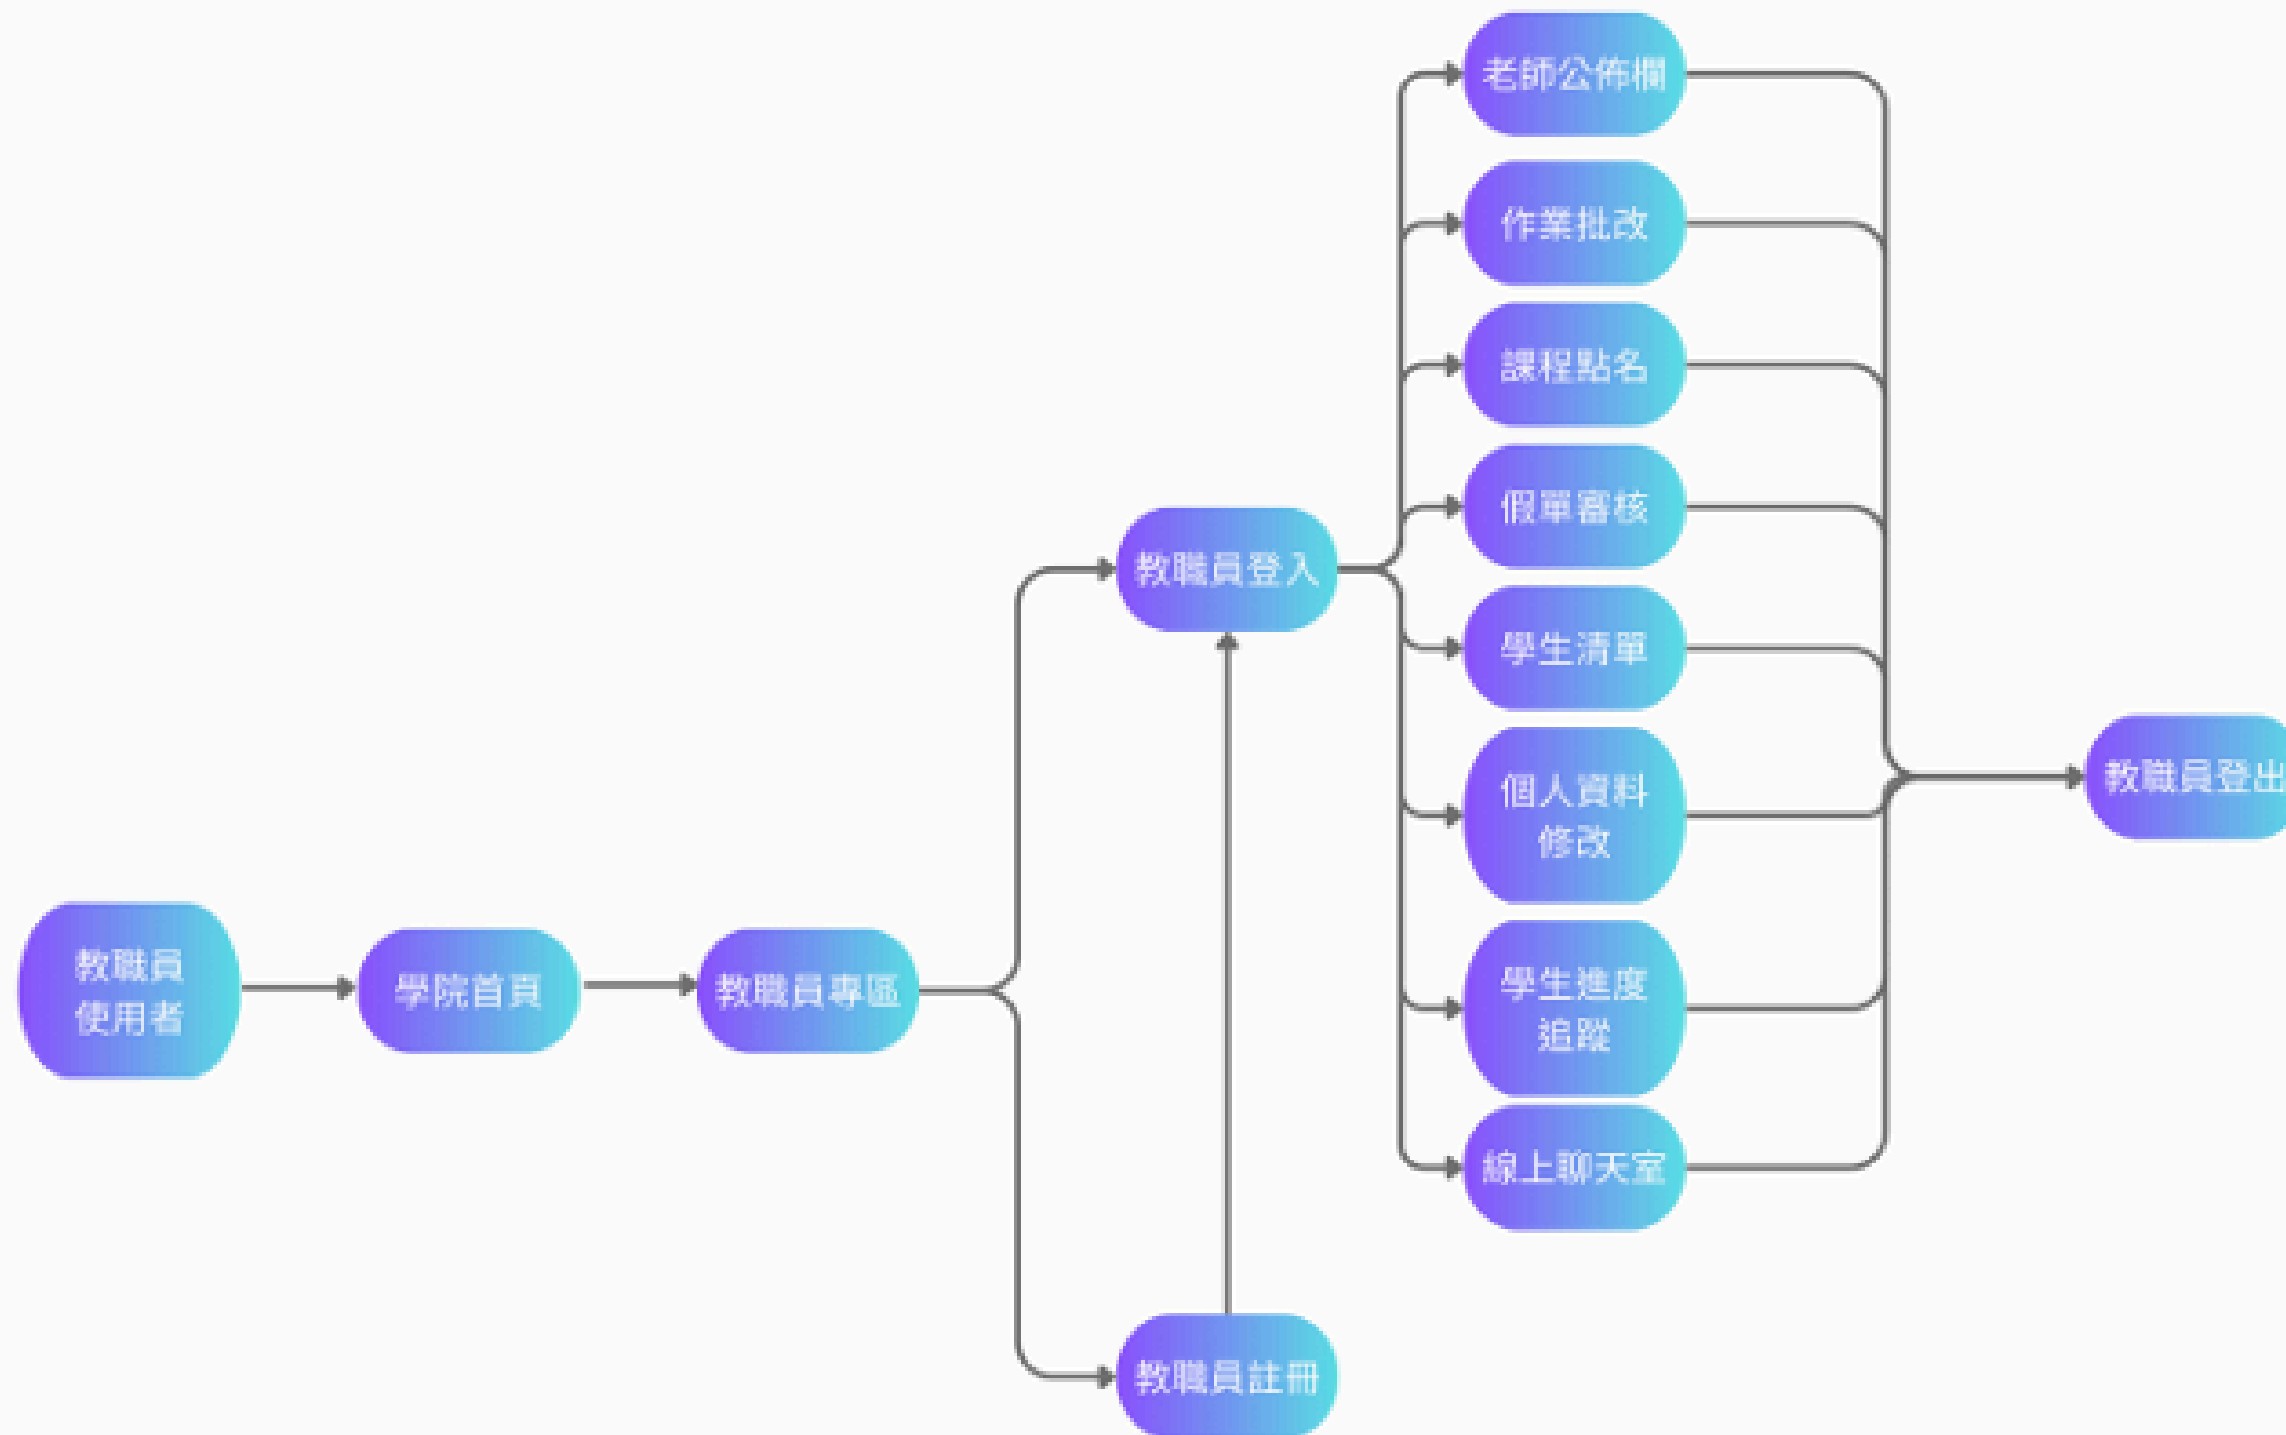 老師公佈欄
作業批改
課程點名
假單審核
教職員登入
學生清單
個人資料
修改
教職員登出
教職員
使用者
學院首頁
教職員專區
學生進度
追蹤
線上聊天室
教職員註冊